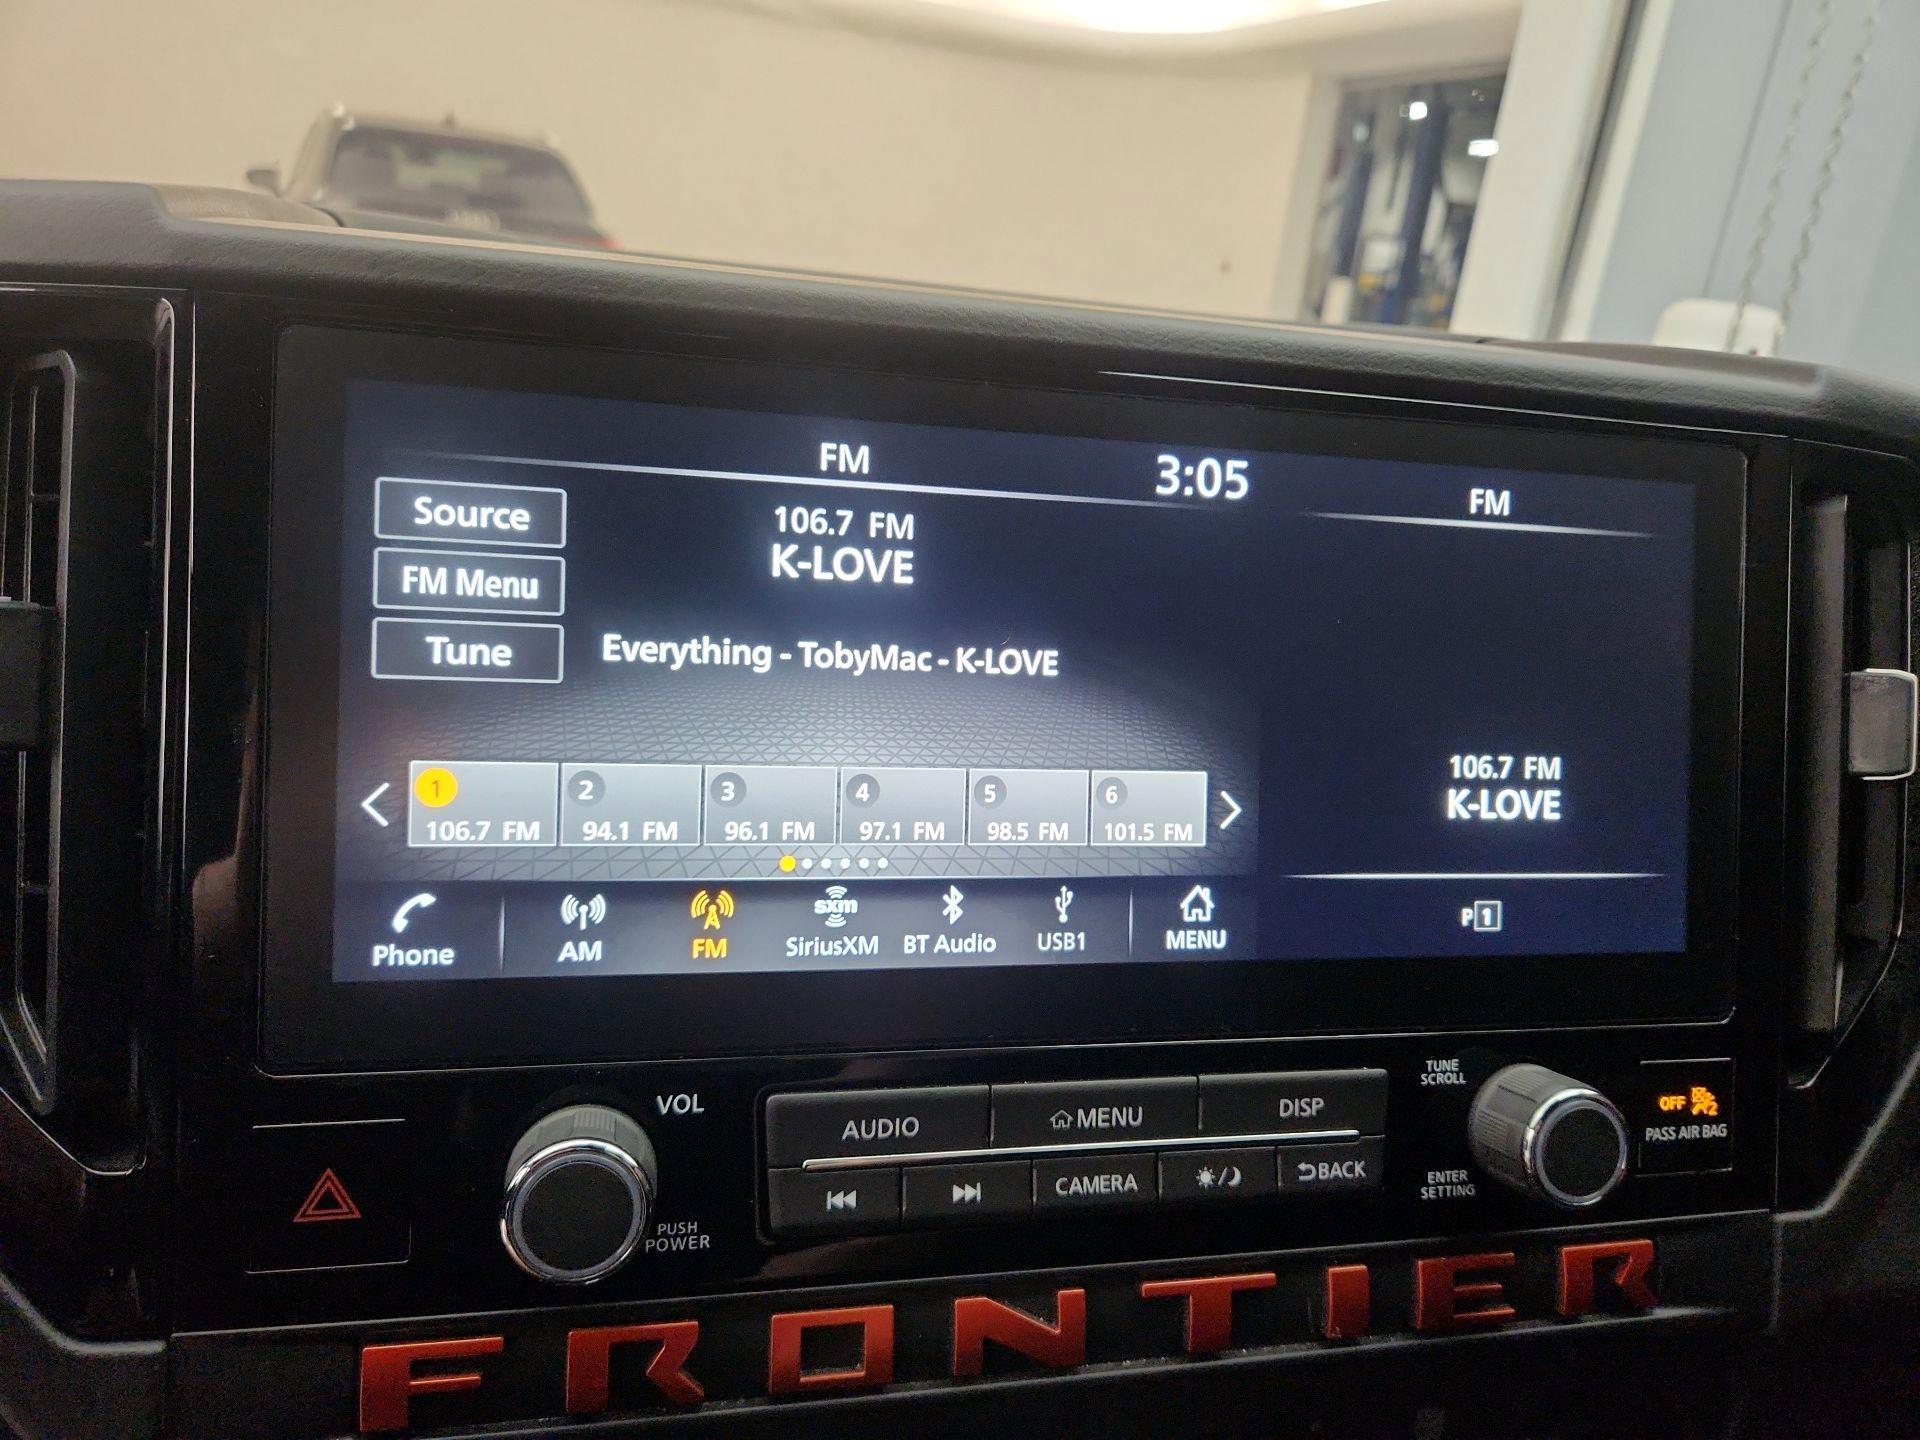 FM
3:05
FM
Source
106.7 FM
K-LOVE
FM Menu
Tune
Everything - TobyMac - K-LOVE
106.7 FM
K-LOVE
1
106.7 FM
2
94.1 FM
3
96.1 FM
4
97.1 FM
5
98.5 FM
6
101.5 FM
Phone
AM
FM
sxm
SiriusXM
BT Audio
USB1
MENU
P1
VOL
PUSH
POWER
AUDIO
MENU
DISP
CAMERA
BACK
TUNE
SCROLL
ENTER
SETTING
OFF
2
PASS AIR BAG
FRONTIER